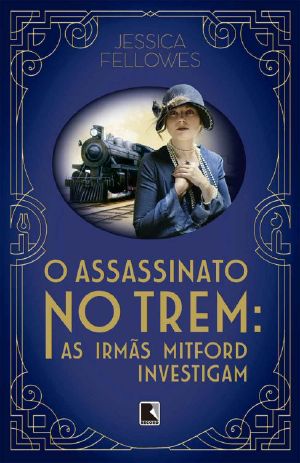 JESSICA
FELLOWES
O ASSASSINATO
NO TREM:
AS IRMÃS MITFORD
INVESTIGAM
RECORD